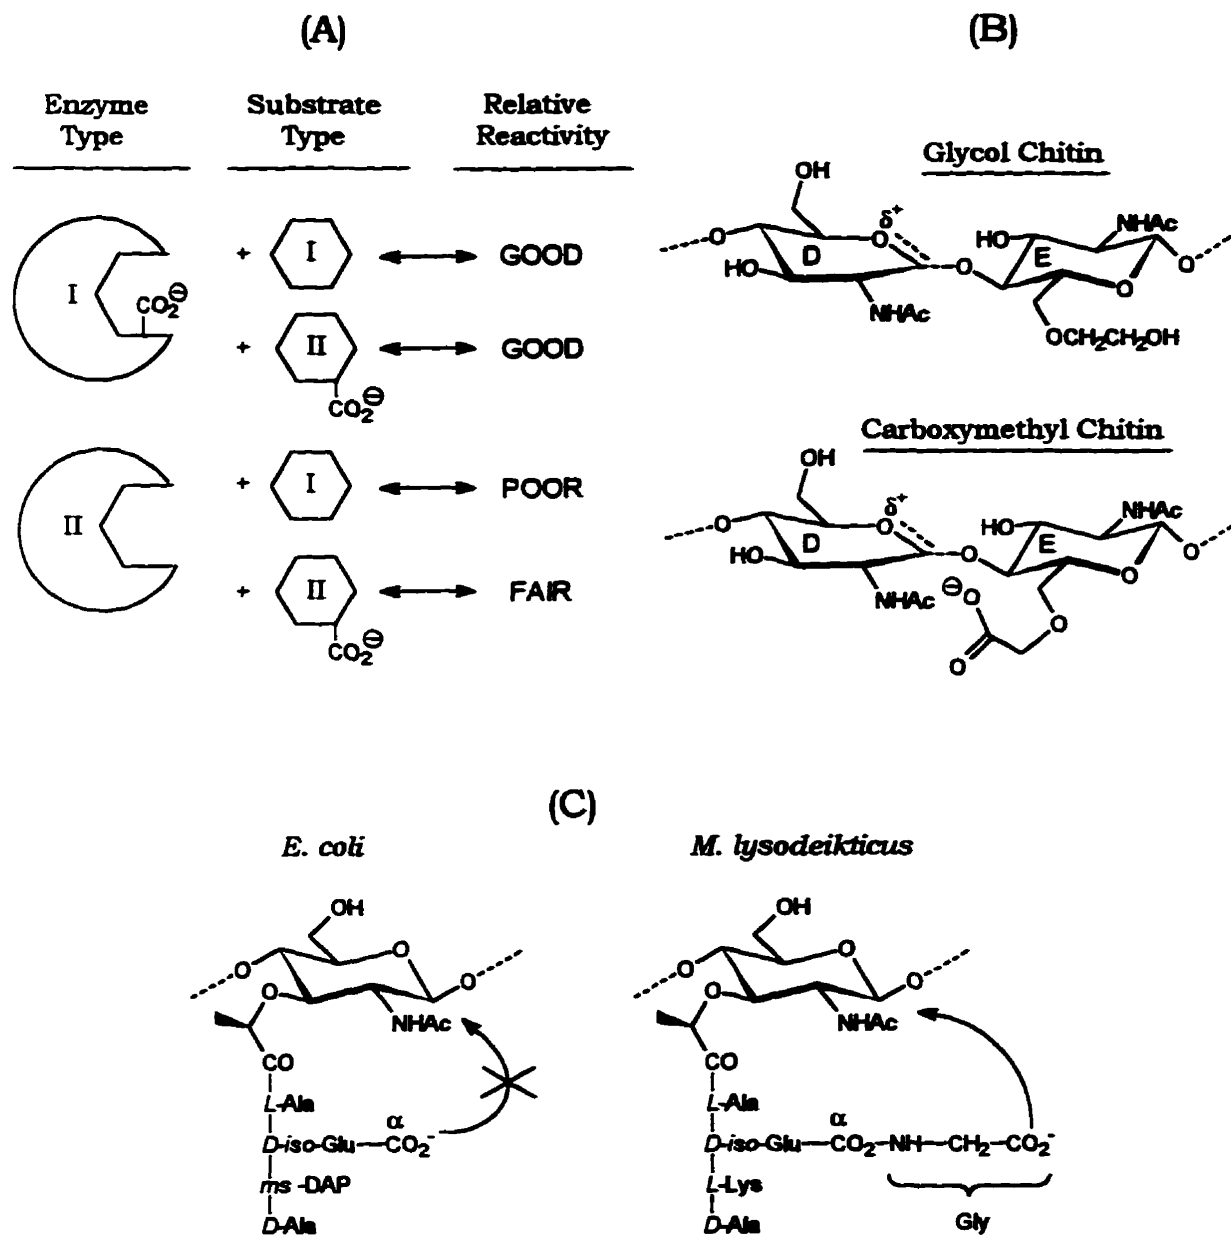 (A)
Enzyme Type
Substrate Type
Relative Reactivity
I
CO₂⊖
+ I GOOD
+ II GOOD
CO₂⊖
II
+ I POOR
+ II FAIR
CO₂⊖
(B)
Glycol Chitin
OH
δ⁺
O
O
D
HO
NHAc
O
HO
E
NHAc
O
O
OCH₂CH₂OH
Carboxymethyl Chitin
OH
δ⁺
O
O
D
HO
NHAc
O
HO
E
NHAc
O
O
⊖O
O
O
(C)
E. coli
OH
O
O
O
O
NHAc
CO
L-Ala
α
D-iso-Glu—CO₂⁻
ms-DAP
D-Ala
M. lysodeikticus
OH
O
O
O
O
NHAc
CO
L-Ala
α
D-iso-Glu—CO₂—NH—CH₂—CO₂⁻
L-Lys
Gly
D-Ala